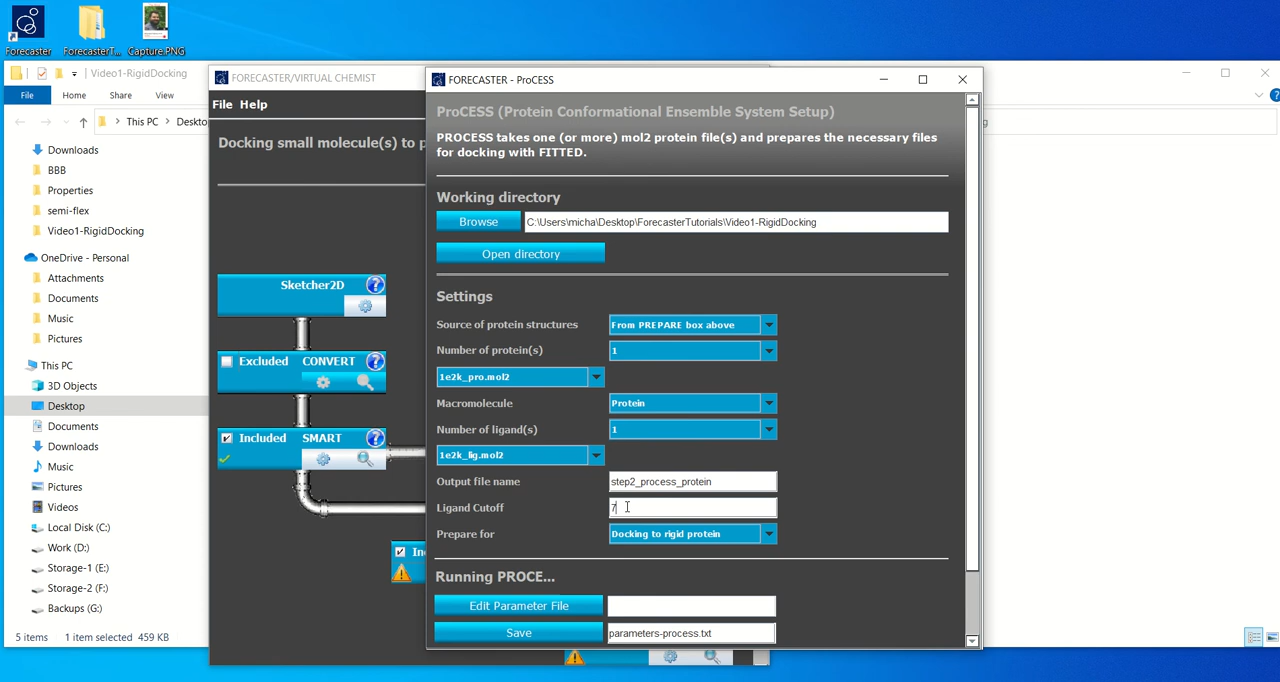 Forecaster
ForecasterT...
Capture.PNG
Video1-RigidDocking
File
Home
Share
View
This PC
Deskto
Downloads
BBB
Properties
semi-flex
Video1-RigidDocking
OneDrive - Personal
Attachments
Documents
Music
Pictures
This PC
3D Objects
Desktop
Documents
Downloads
Music
Pictures
Videos
Local Disk (C:)
Work (D:)
Storage-1 (E:)
Storage-2 (F:)
Backups (G:)
5 items
1 item selected 459 KB
FORECASTER/VIRTUAL CHEMIST
File Help
Docking small molecule(s) to p
Sketcher2D
Excluded CONVERT
Included SMART
In
FORECASTER - ProCESS
ProCESS (Protein Conformational Ensemble System Setup)
PROCESS takes one (or more) mol2 protein file(s) and prepares the necessary files
for docking with FITTED.
Working directory
Browse
C:\Users\micha\Desktop\ForecasterTutorials\Video1-RigidDocking
Open directory
Settings
Source of protein structures
From PREPARE box above
Number of protein(s)
1
1e2k_pro.mol2
Macromolecule
Protein
Number of ligand(s)
1
1e2k_lig.mol2
Output file name
step2_process_protein
Ligand Cutoff
7
Prepare for
Docking to rigid protein
Running PROCE...
Edit Parameter File
Save
parameters-process.txt